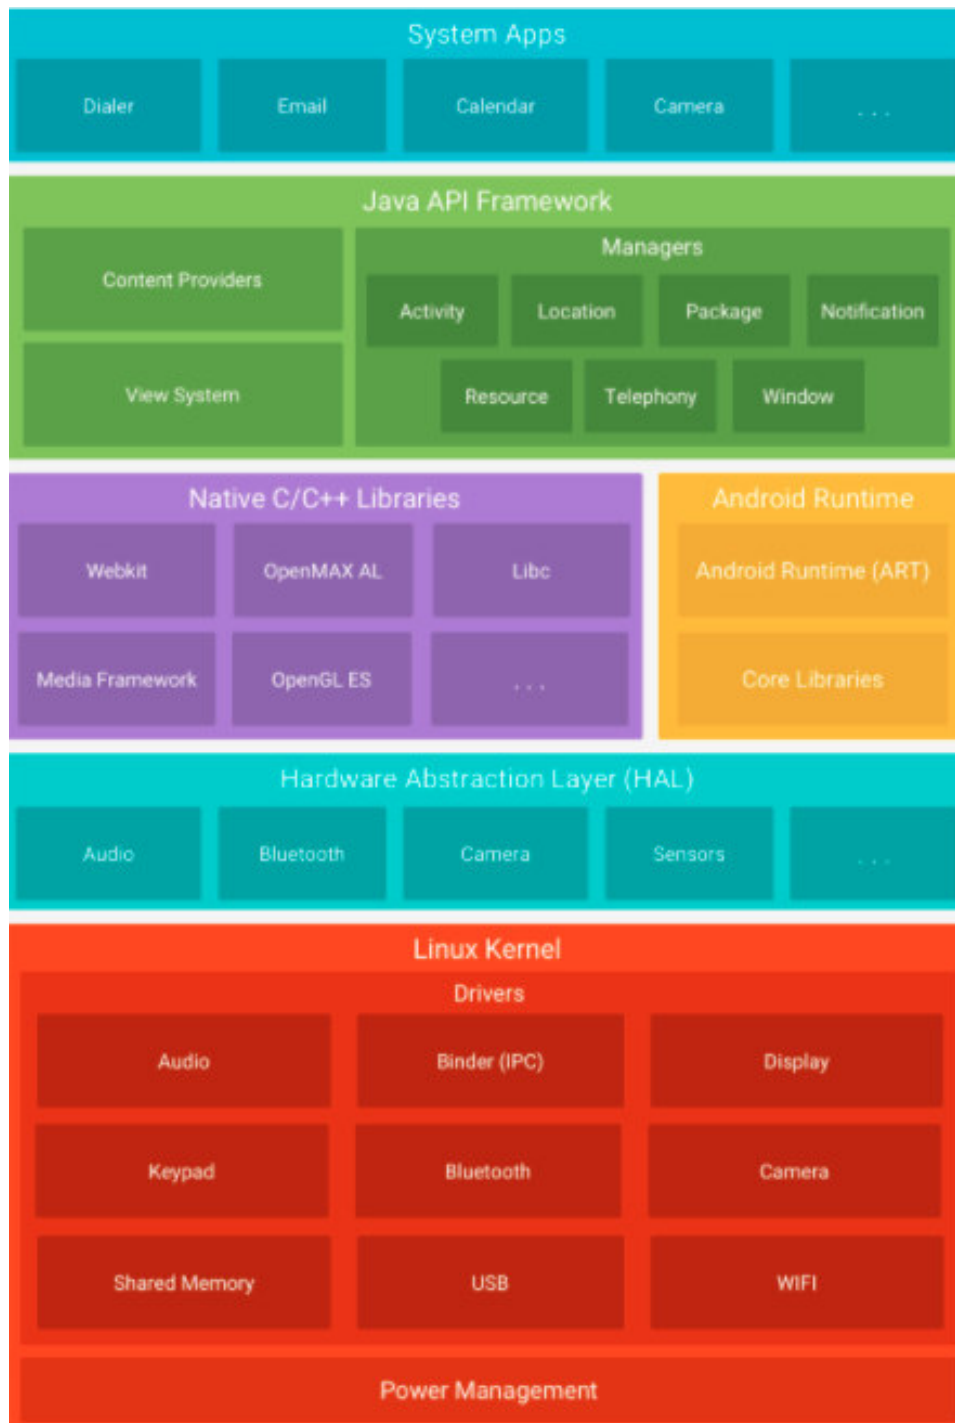 System Apps
Dialer Email Calendar Camera . . .
Java API Framework
Content Providers
View System
Managers
Activity Location Package Notification
Resource Telephony Window
Native C/C++ Libraries
Webkit OpenMAX AL Libc
Media Framework OpenGL ES . . .
Android Runtime
Android Runtime (ART)
Core Libraries
Hardware Abstraction Layer (HAL)
Audio Bluetooth Camera Sensors . . .
Linux Kernel
Drivers
Audio Binder (IPC) Display
Keypad Bluetooth Camera
Shared Memory USB WIFI
Power Management